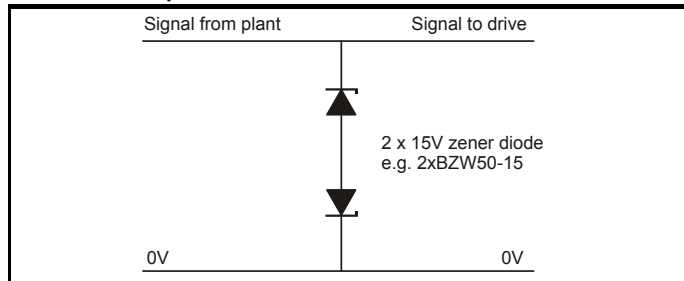 Signal from plant Signal to drive
2 x 15V zener diode
e.g. 2xBZW50-15
0V 0V